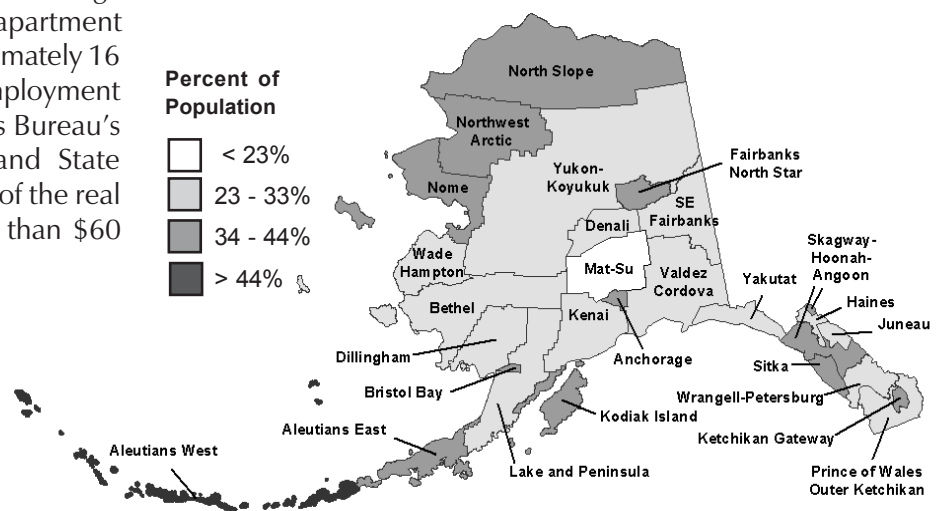 apartment
16
Bureau's
and State
of the real
than $60
Percent of
Population
< 23%
23 - 33%
34 - 44%
> 44%
North Slope
Northwest
Arctic
Nome
Yukon-
Koyukuk
Fairbanks
North Star
SE
Fairbanks
Denali
Wade
Hampton
Mat-Su
Valdez
Cordova
Skagway-
Hoonah-
Angoon
Yakutat
Haines
Juneau
Bethel
Kenai
Dillingham
Anchorage
Sitka
Bristol Bay
Wrangell-Petersburg
Kodiak Island
Aleutians East
Ketchikan Gateway
Aleutians West
Lake and Peninsula
Prince of Wales
Outer Ketchikan